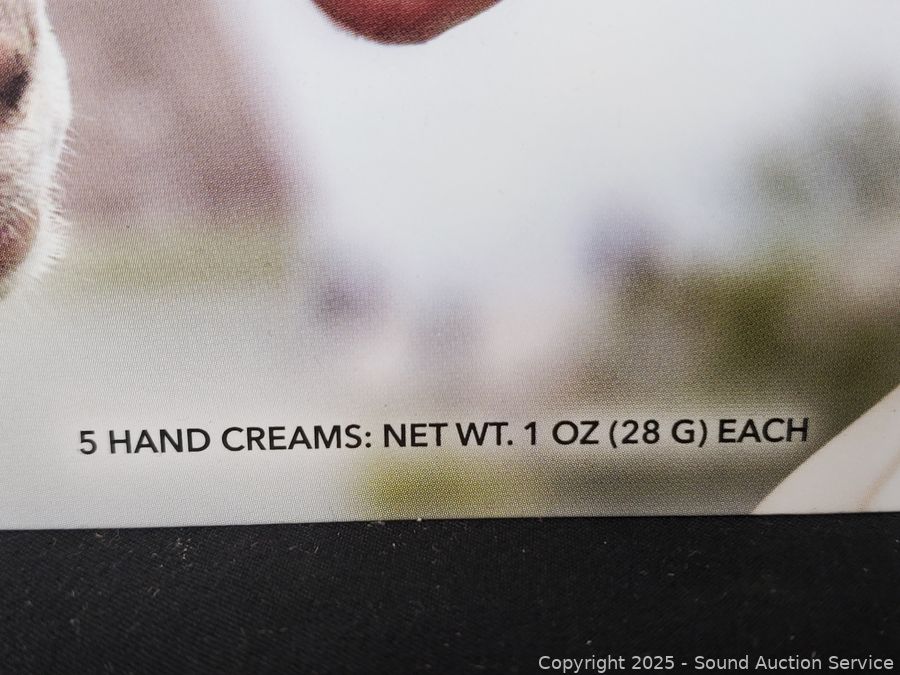 5 HAND CREAMS: NET WT. 1 OZ (28 G) EACH
Copyright 2025 - Sound Auction Service